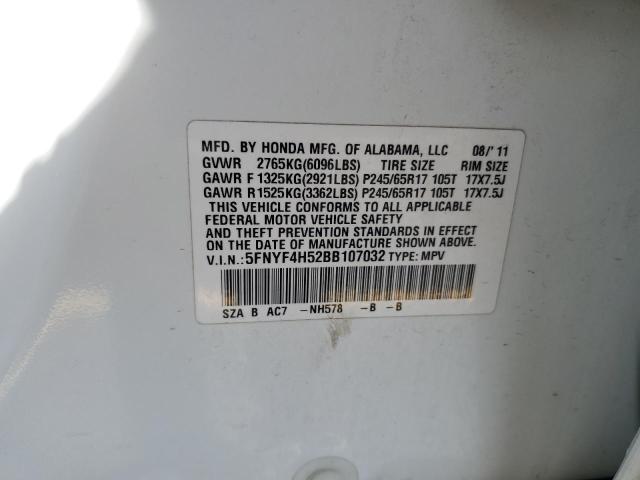 MFD. BY HONDA MFG. OF ALABAMA, LLC 08/'11
GVWR 2765KG(6096LBS) TIRE SIZE RIM SIZE
GAWR F 1325KG(2921LBS) P245/65R17 105T 17X7.5J
GAWR R 1525KG(3362LBS) P245/65R17 105T 17X7.5J
THIS VEHICLE CONFORMS TO ALL APPLICABLE
FEDERAL MOTOR VEHICLE SAFETY
AND THEFT PREVENTION STANDARDS IN EFFECT
ON THE DATE OF MANUFACTURE SHOWN ABOVE.
V.I.N.: 5FNYF4H52BB107032 TYPE: MPV
SZA B AC7 -NH578 -B -B